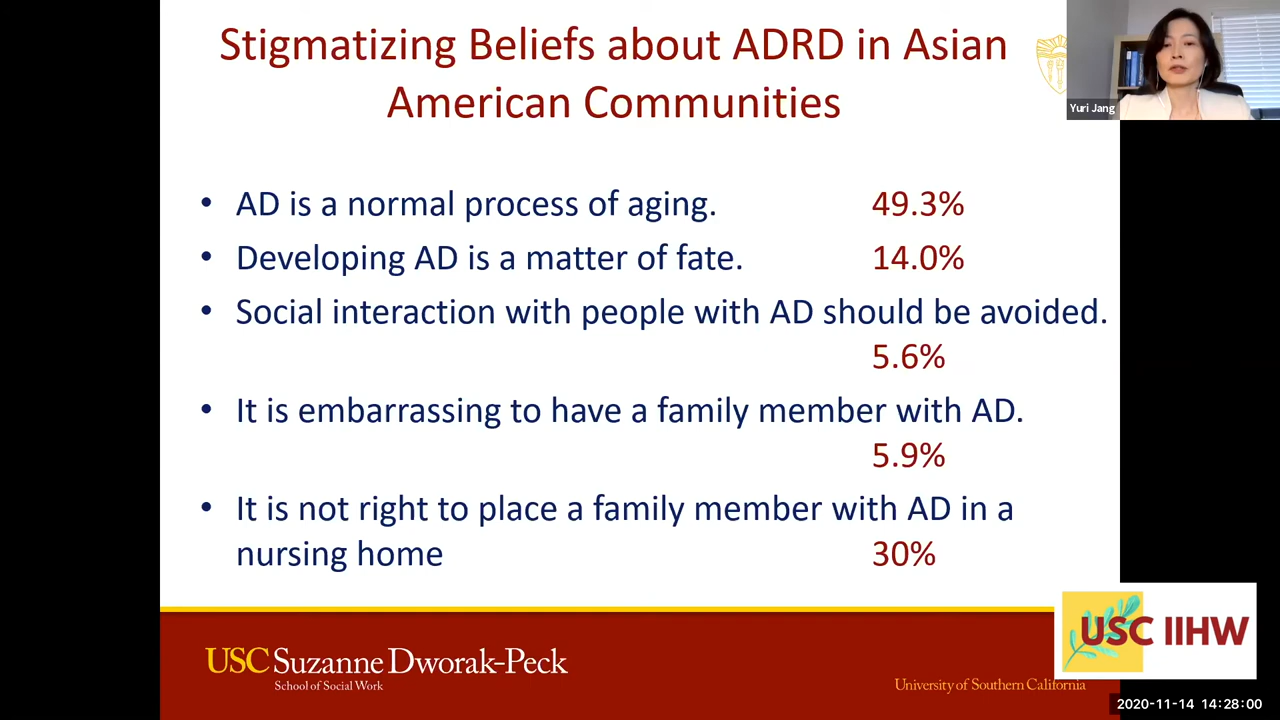 Stigmatizing Beliefs about ADRD in Asian
American Communities
Yuri Jang
• AD is a normal process of aging. 49.3%
• Developing AD is a matter of fate. 14.0%
• Social interaction with people with AD should be avoided.
5.6%
• It is embarrassing to have a family member with AD.
5.9%
• It is not right to place a family member with AD in a
nursing home 30%
USC Suzanne Dworak-Peck
School of Social Work
University of Southern California
USC IIHW
2020-11-14 14:28:00